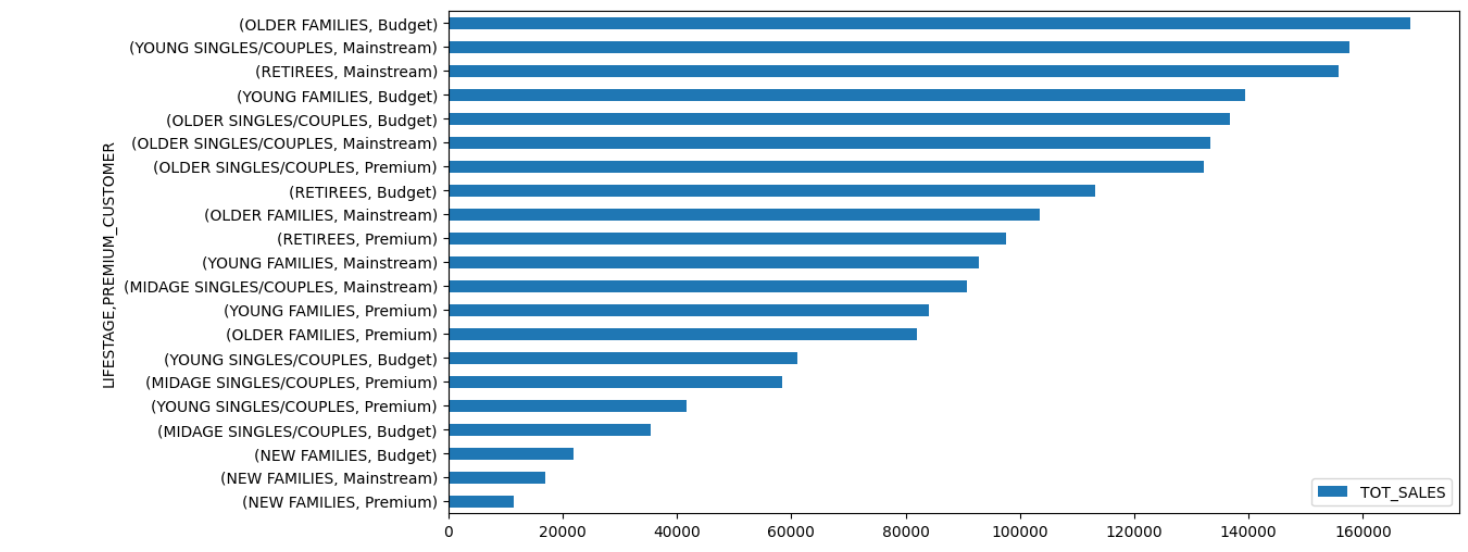 (OLDER FAMILIES, Budget)
(YOUNG SINGLES/COUPLES, Mainstream)
(RETIREES, Mainstream)
(YOUNG FAMILIES, Budget)
(OLDER SINGLES/COUPLES, Budget)
(OLDER SINGLES/COUPLES, Mainstream)
(OLDER SINGLES/COUPLES, Premium)
(RETIREES, Budget)
(OLDER FAMILIES, Mainstream)
(RETIREES, Premium)
(YOUNG FAMILIES, Mainstream)
(MIDAGE SINGLES/COUPLES, Mainstream)
(YOUNG FAMILIES, Premium)
(OLDER FAMILIES, Premium)
(YOUNG SINGLES/COUPLES, Budget)
(MIDAGE SINGLES/COUPLES, Premium)
(YOUNG SINGLES/COUPLES, Premium)
(MIDAGE SINGLES/COUPLES, Budget)
(NEW FAMILIES, Budget)
(NEW FAMILIES, Mainstream)
(NEW FAMILIES, Premium)
LIFESTAGE,PREMIUM_CUSTOMER
TOT_SALES
0 20000 40000 60000 80000 100000 120000 140000 160000